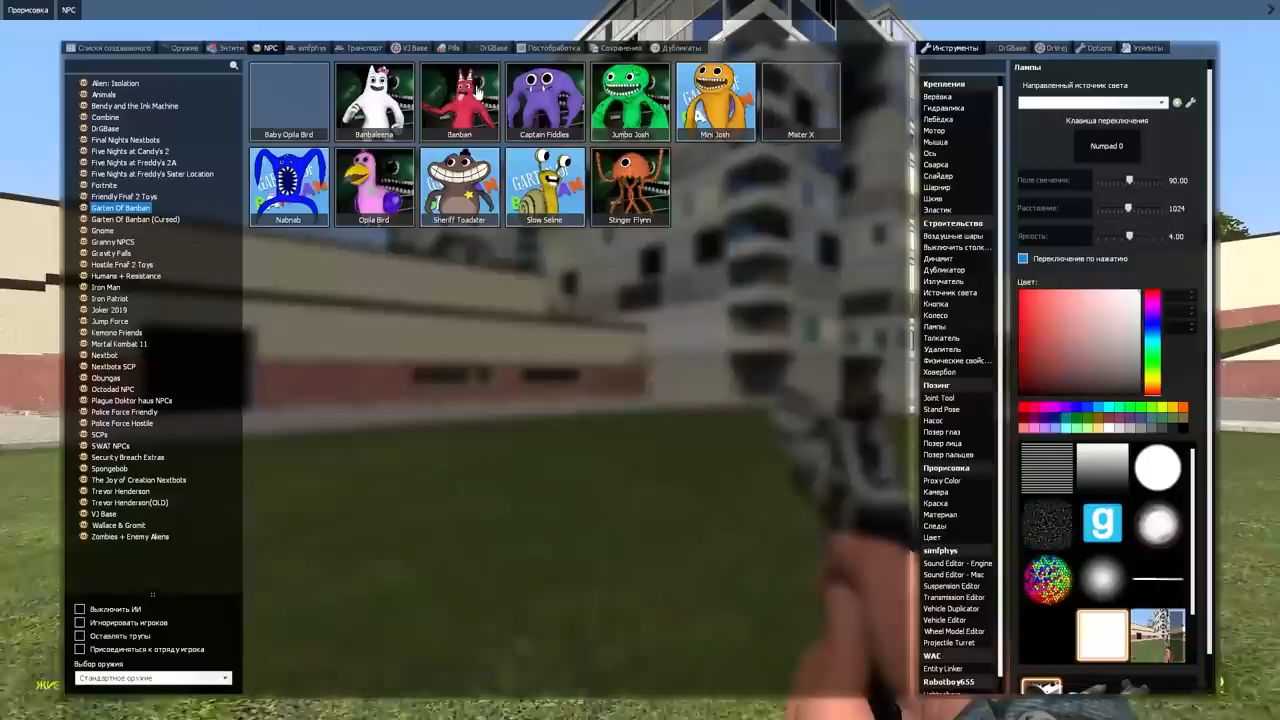 Прорисовка
NPC
Списки создаваемого
Оружие
Энтити
NPC
simfphys
Транспорт
VJ Base
Pills
DrGBase
Постобработка
Сохранения
Дубликаты
Инструменты
DrGBase
DrVrej
Options
Утилиты
Alien: Isolation
Animals
Bendy and the Ink Machine
Combine
DrGBase
Final Nights Nextbots
Five Nights at Candy's 2
Five Nights at Freddy's 2A
Five Nights at Freddy's Sister Location
Fortnite
Friendly Fnaf 2 Toys
Garten Of Banban
Garten Of Banban (Cursed)
Gnome
Granny NPCS
Gravity Falls
Hostile Fnaf 2 Toys
Humans + Resistance
Iron Man
Iron Patriot
Joker 2019
Jump Force
Kemono Friends
Mortal Kombat 11
Nextbot
Nextbots SCP
Obungas
Octodad NPC
Plague Doktor haus NPCs
Police Force Friendly
Police Force Hostile
SCPs
SWAT NPCs
Security Breach Extras
Spongebob
The Joy of Creation Nextbots
Trevor Henderson
Trevor Henderson(OLD)
VJ Base
Wallace & Gromit
Zombies + Enemy Aliens
Выключить ИИ
Игнорировать игроков
Оставлять трупы
Присоединяться к отряду игрока
Выбор оружия
Стандартное оружие
Baby Opila Bird
Banbaleena
Banban
Captain Fiddles
Jumbo Josh
Mini Josh
Mister X
Nabnab
Opila Bird
Sheriff Toadster
Slow Seline
Stinger Flynn
Крепления
Верёвка
Гидравлика
Лебёдка
Мотор
Мышца
Ось
Сварка
Слайдер
Шарнир
Шкив
Эластик
Строительство
Воздушные шары
Выключить столк...
Динамит
Дубликатор
Излучатель
Источник света
Кнопка
Колесо
Лампы
Толкатель
Удалитель
Физические свойс...
Ховербол
Позинг
Joint Tool
Stand Pose
Насос
Позер глаз
Позер лица
Позер пальцев
Прорисовка
Proxy Color
Камера
Краска
Материал
Следы
Цвет
simfphys
Sound Editor - Engine
Sound Editor - Misc
Suspension Editor
Transmission Editor
Vehicle Duplicator
Vehicle Editor
Wheel Model Editor
Projectile Turret
WAC
Entity Linker
Robotboy655
Лампы
Направленный источник света
Клавиша переключения
Numpad 0
Поле свечения:
90.00
Расстояние:
1024
Яркость:
4.00
Переключение по нажатию
Цвет:
g